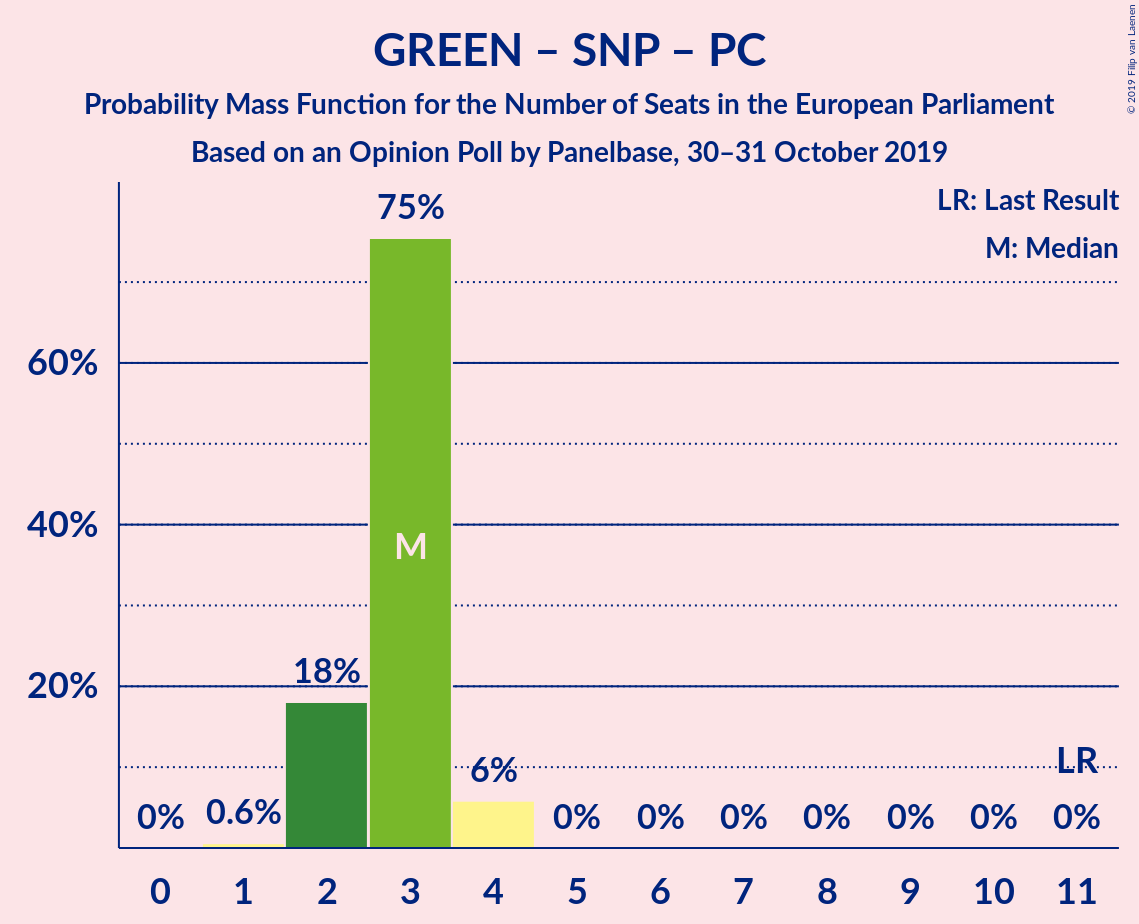 GREEN – SNP – PC
Probability Mass Function for the Number of Seats in the European Parliament
Based on an Opinion Poll by Panelbase, 30–31 October 2019
© 2019 Filip van Laenen
LR: Last Result
M: Median
75%
60%
40%
M
18%
20%
6%
LR
0% 0.6% 0% 0% 0% 0% 0% 0% 0%
0 1 2 3 4 5 6 7 8 9 10 11